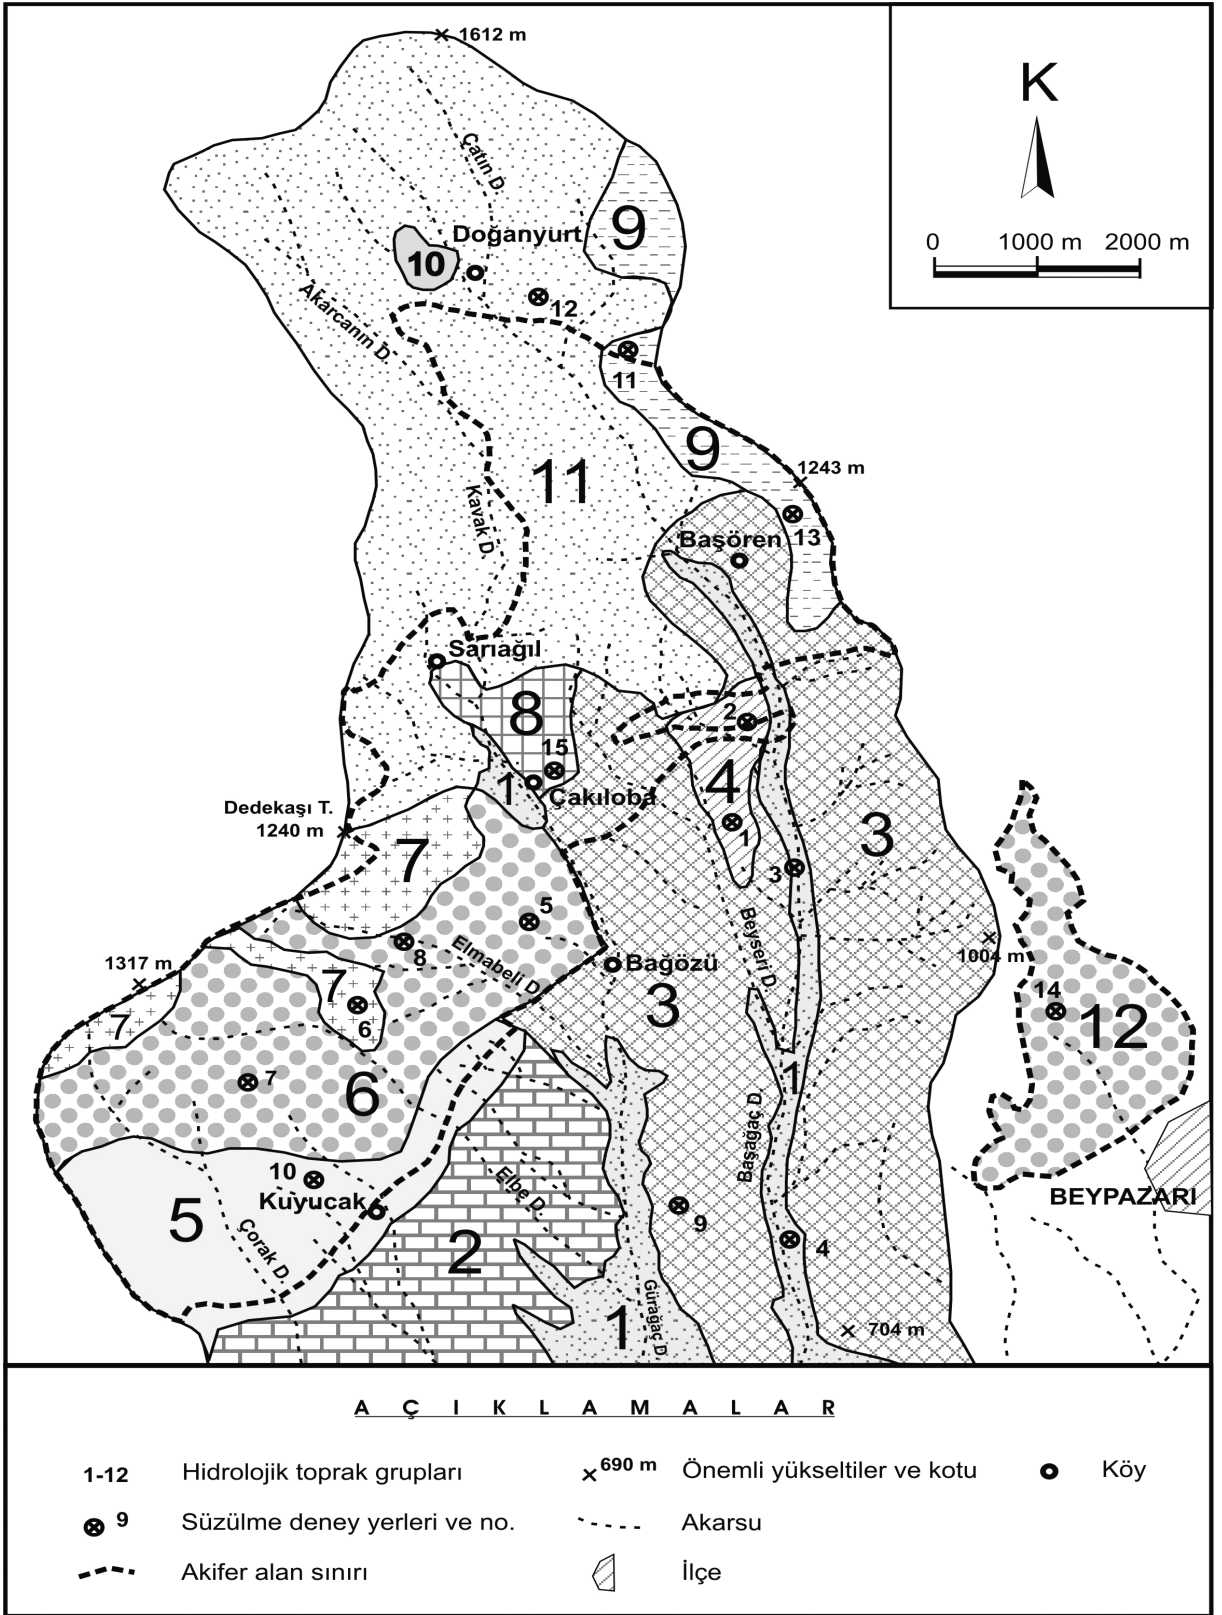 1612 m
K
0 1000 m 2000 m
Çatın D.
Doğanyurt
9
10
12
Akarcanın D.
11
9
1243 m
11
Kavak D.
13
Başören
Sarıağıl
8
2
15
4
1
Çakıloba
Dedekaşı T.
1240 m
1
3
7
3
5
Beyseri D.
8
Elmabeli D.
1004 m
1317 m
Bağözü
7
14
3
12
7
6
7
6
1
Başağaç D.
10
Elbe D.
Kuyucak
BEYPAZARI
5
9
Çorak D.
2
4
Gürağaç D.
1
704 m
AÇIKLAMALAR
1-12 Hidrolojik toprak grupları
690 m Önemli yükseltiler ve kotu
Köy
9 Süzülme deney yerleri ve no.
Akarsu
Akifer alan sınırı
İlçe